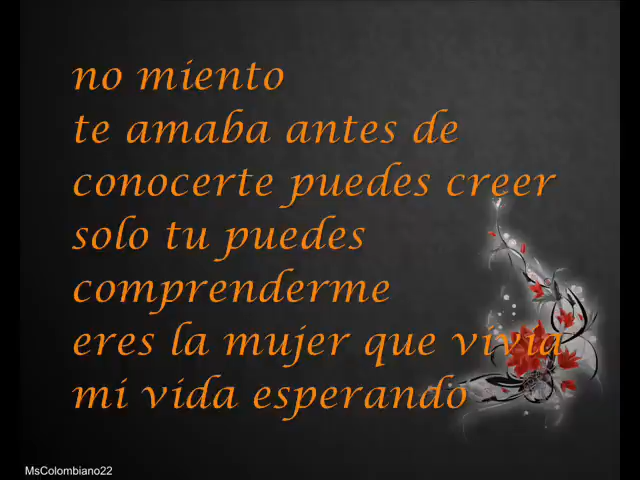 no miento
te amaba antes de
conocerte puedes creer
solo tu puedes
comprenderme
eres la mujer que vivia
mi vida esperando
MsColombiano22